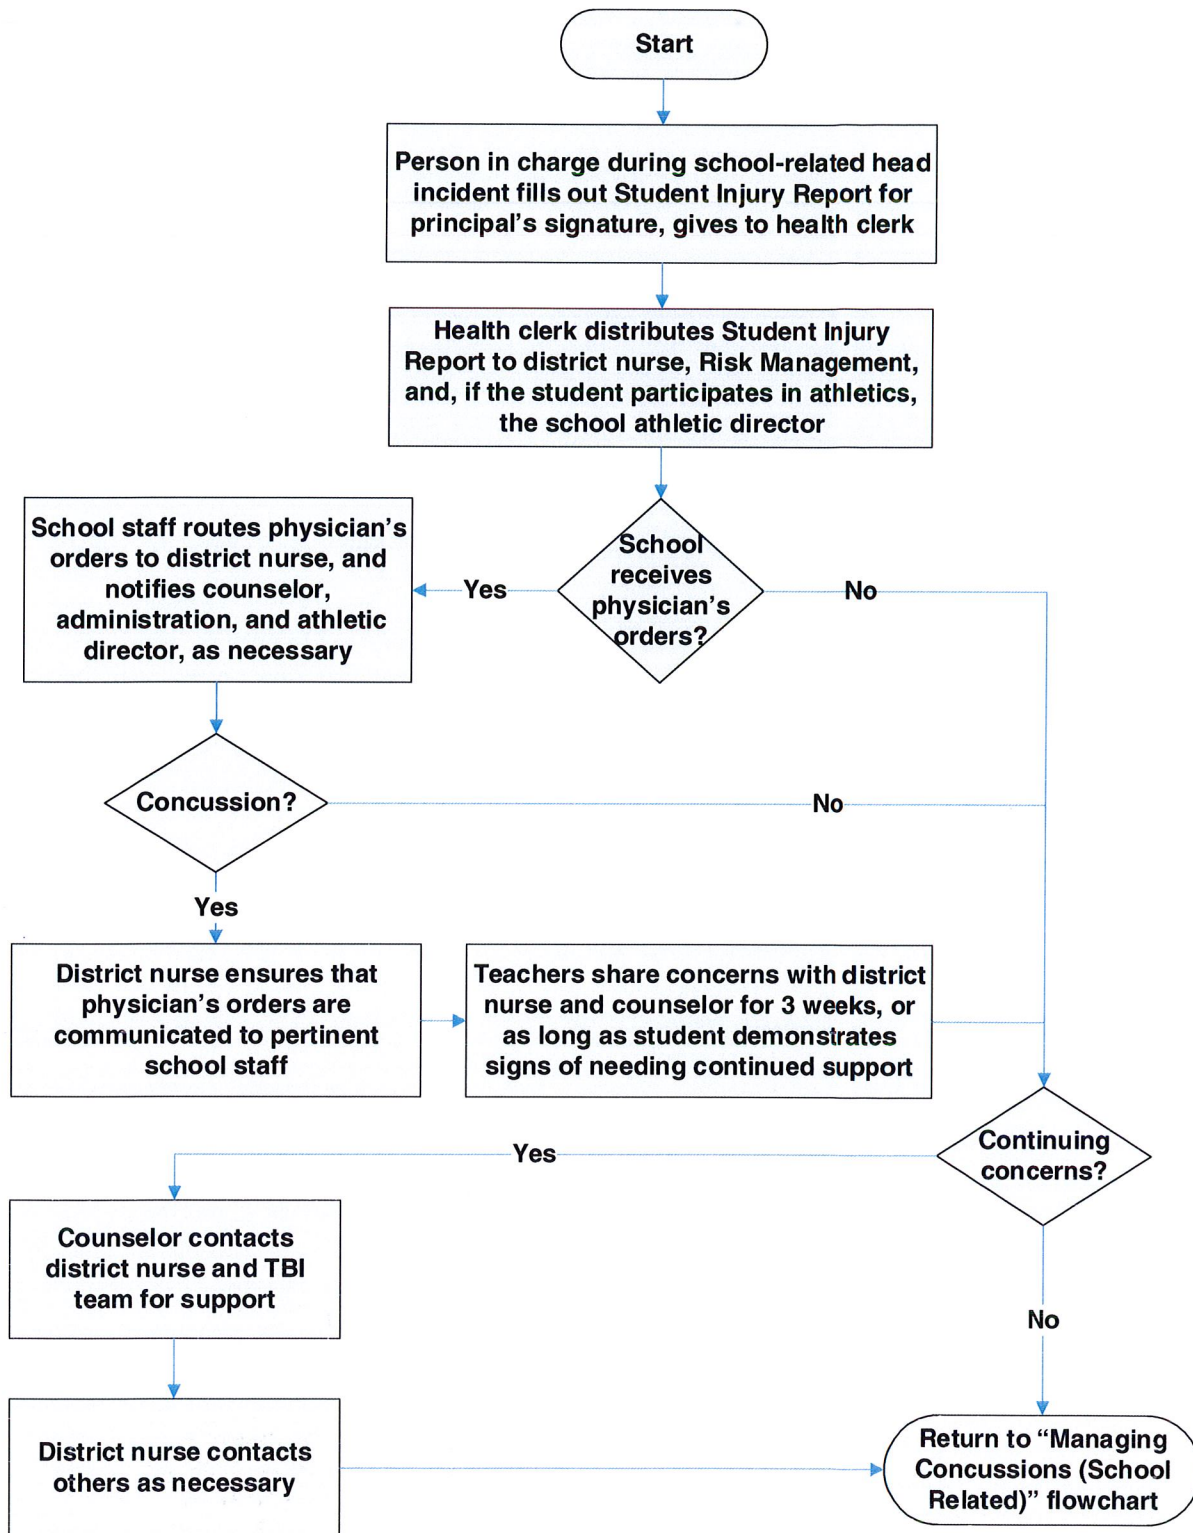 Start
Person in charge during school-related head
incident fills out Student Injury Report for
principal’s signature, gives to health clerk
Health clerk distributes Student Injury
Report to district nurse, Risk Management,
and, if the student participates in athletics,
the school athletic director
School
receives
physician’s
orders?
Yes
No
School staff routes physician’s
orders to district nurse, and
notifies counselor,
administration, and athletic
director, as necessary
Concussion?
No
Yes
District nurse ensures that
physician’s orders are
communicated to pertinent
school staff
Teachers share concerns with district
nurse and counselor for 3 weeks, or
as long as student demonstrates
signs of needing continued support
Continuing
concerns?
Yes
No
Counselor contacts
district nurse and TBI
team for support
District nurse contacts
others as necessary
Return to “Managing
Concussions (School
Related)” flowchart